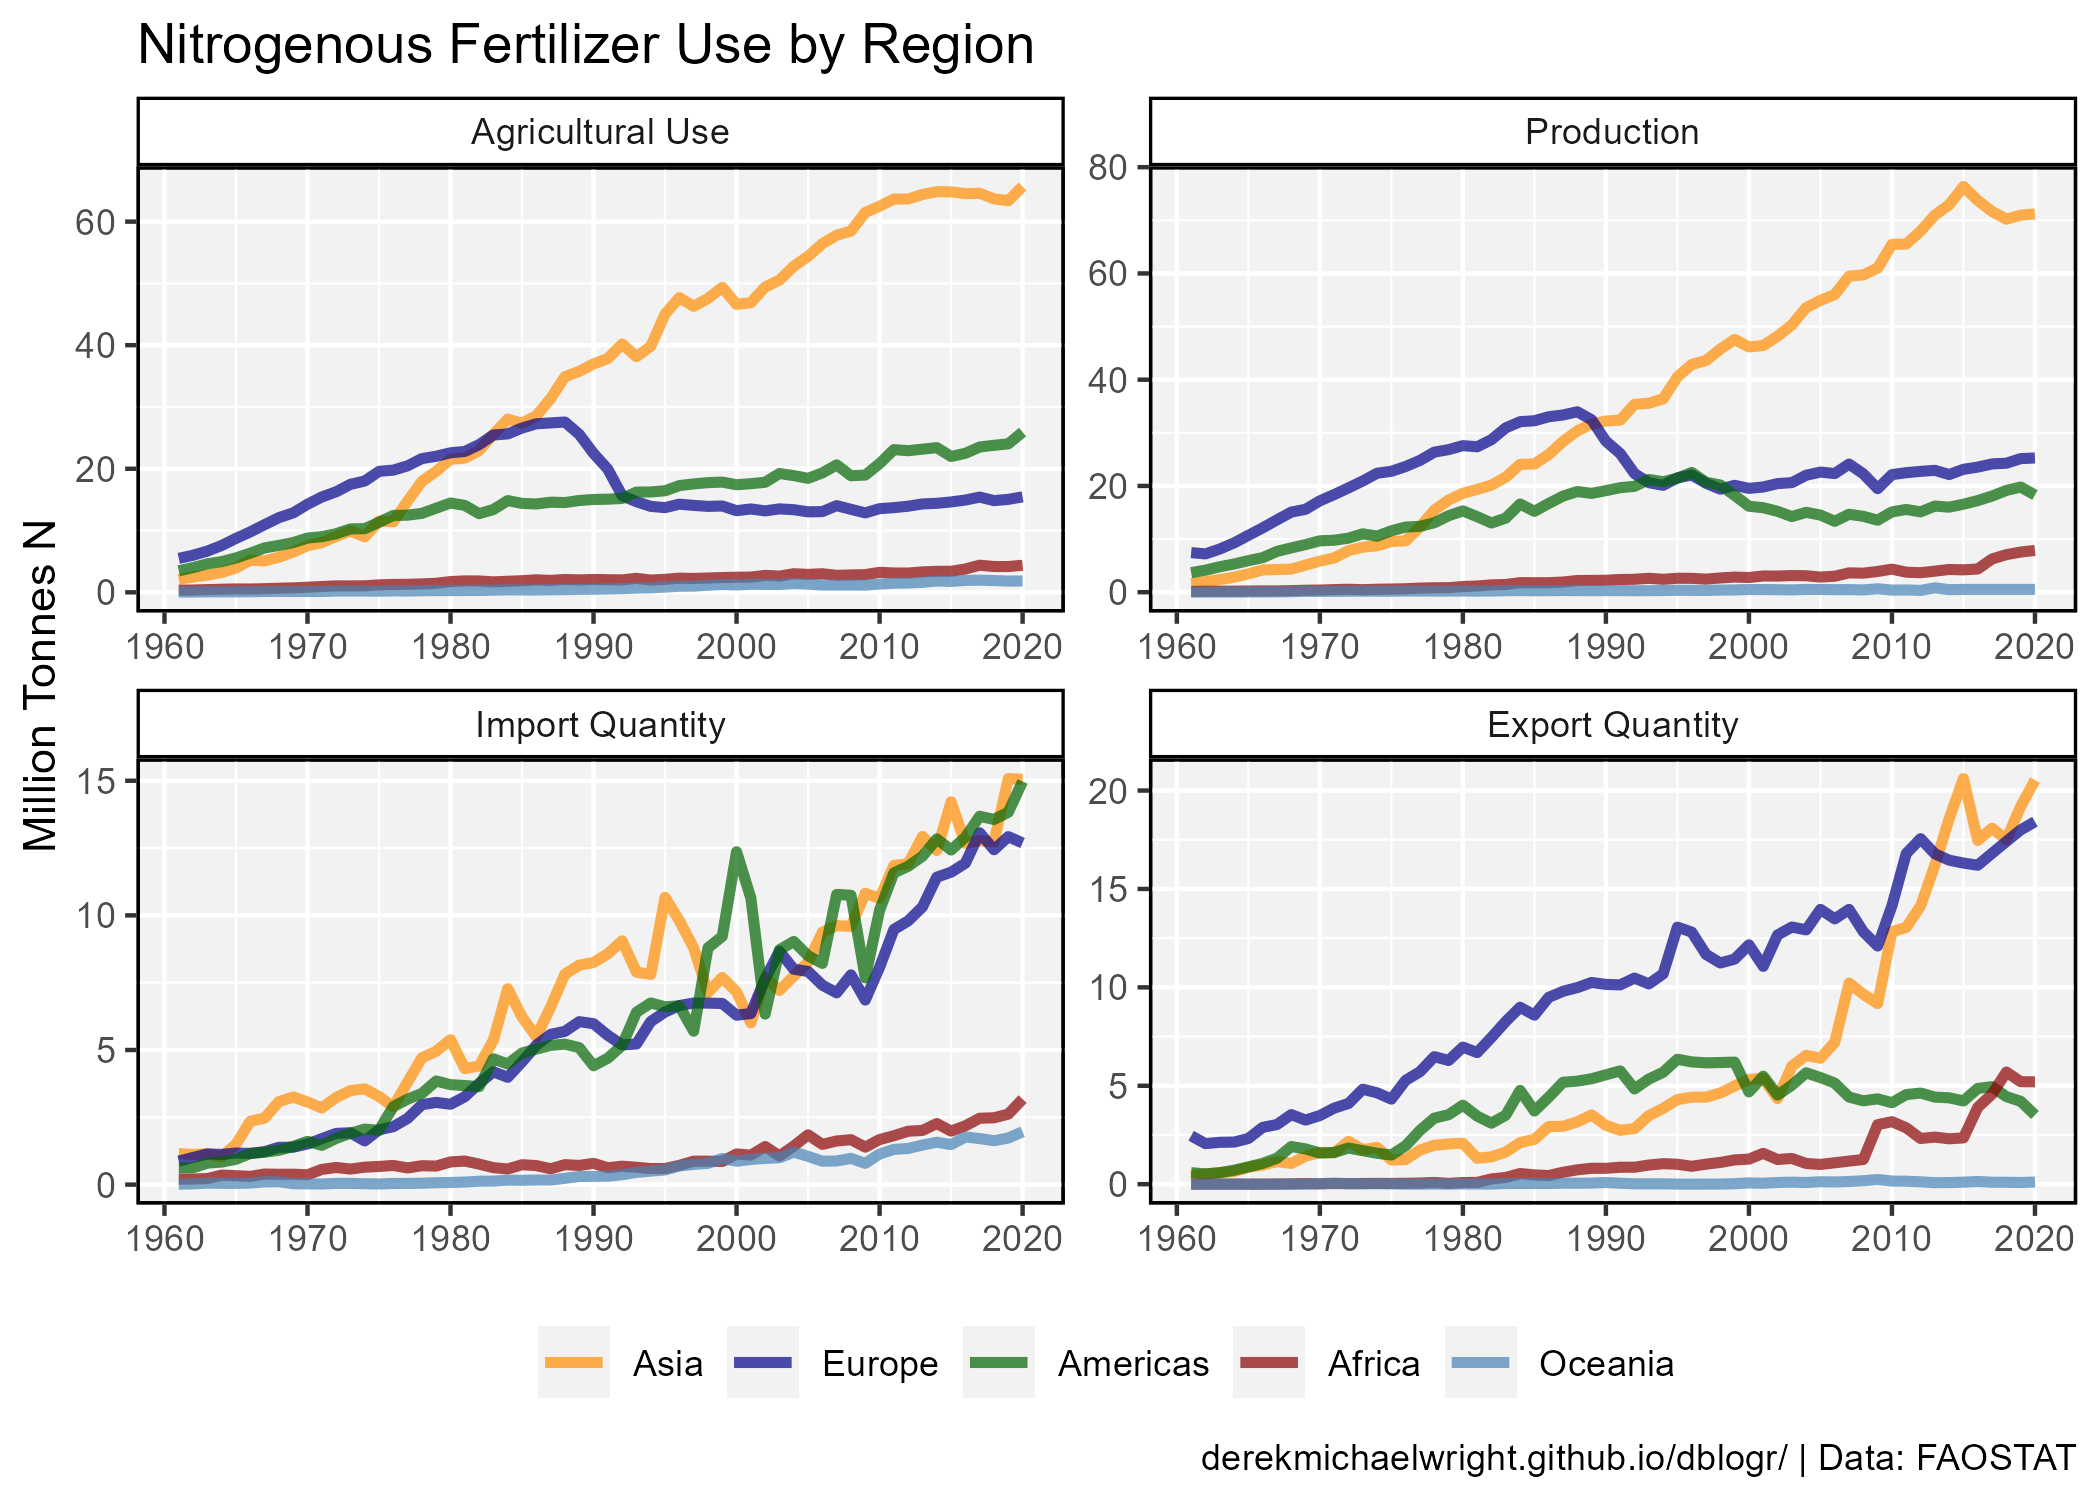 Nitrogenous Fertilizer Use by Region
Million Tonnes N
Agricultural Use
60
40
20
0
1960 1970 1980 1990 2000 2010 2020
Production
80
60
40
20
0
1960 1970 1980 1990 2000 2010 2020
Import Quantity
15
10
5
0
1960 1970 1980 1990 2000 2010 2020
Export Quantity
20
15
10
5
0
1960 1970 1980 1990 2000 2010 2020
Asia Europe Americas Africa Oceania
derekmichaelwright.github.io/dblogr/ | Data: FAOSTAT